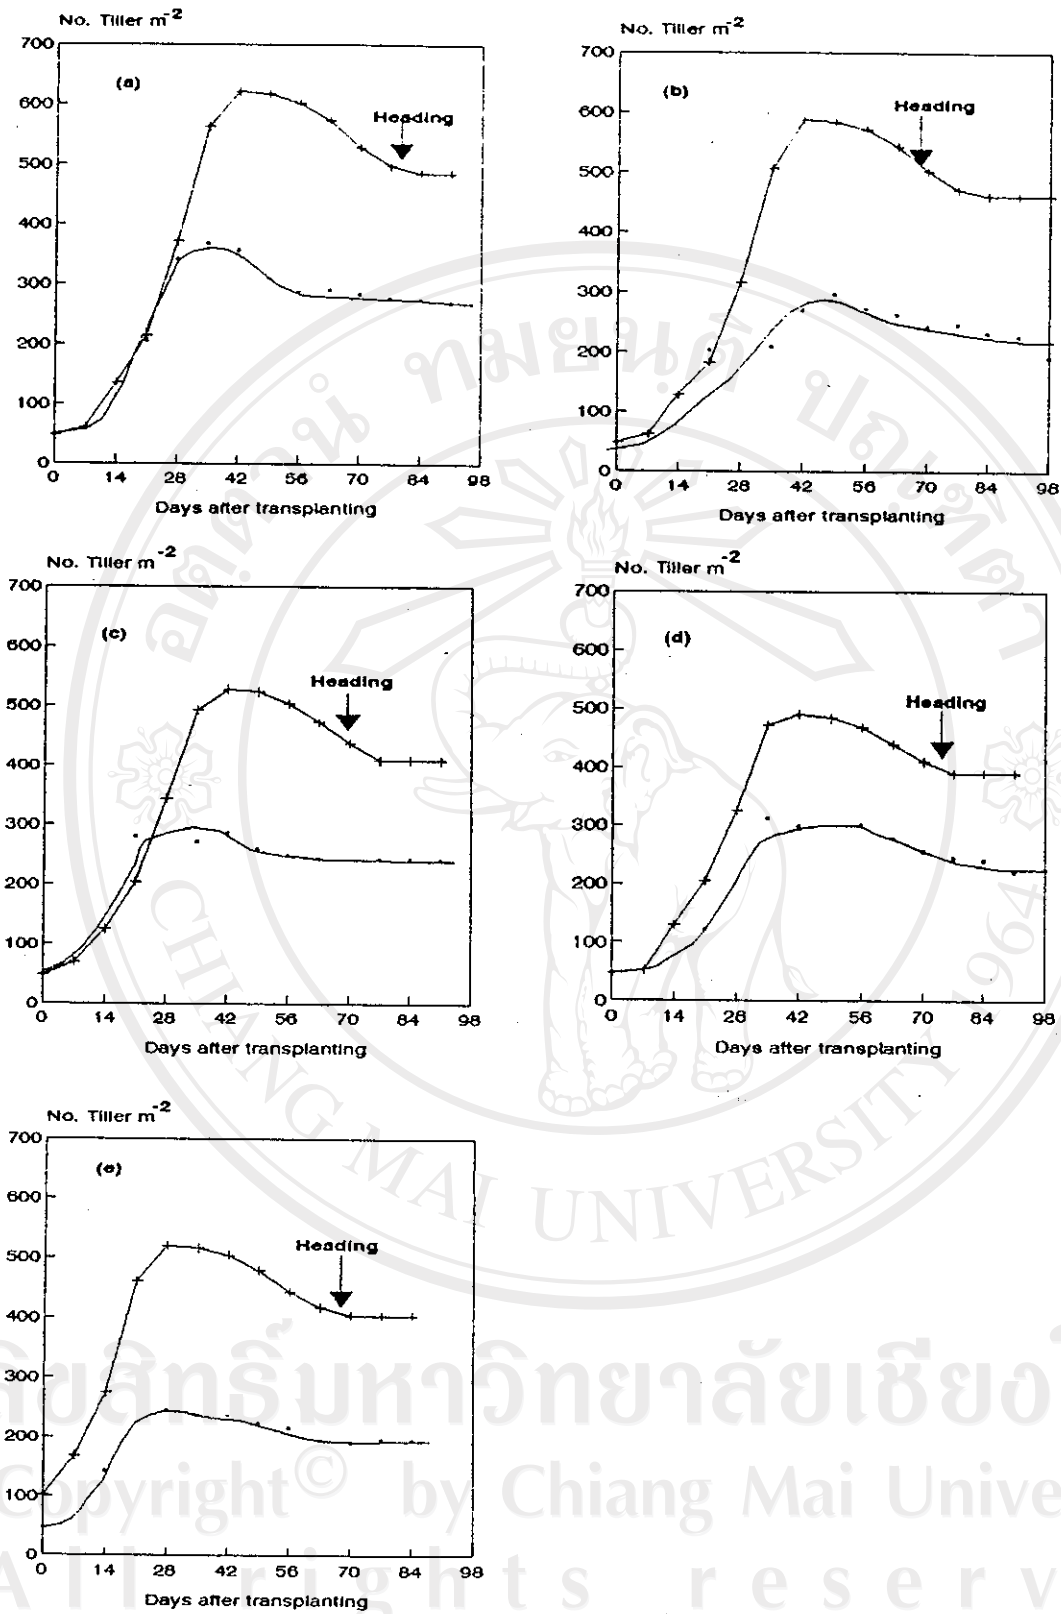 No. Tiller m-2
700
600
500
400
300
200
100
0
(a)
Heading
0 14 28 42 56 70 84 98
Days after transplanting
No. Tiller m-2
700
600
500
400
300
200
100
0
(b)
Heading
0 14 28 42 56 70 84 98
Days after transplanting
No. Tiller m-2
700
600
500
400
300
200
100
0
(c)
Heading
0 14 28 42 56 70 84 98
Days after transplanting
No. Tiller m-2
700
600
500
400
300
200
100
0
(d)
Heading
0 14 28 42 56 70 84 98
Days after transplanting
No. Tiller m-2
700
600
500
400
300
200
100
0
(e)
Heading
0 14 28 42 56 70 84 98
Days after transplanting
CHIANG MAI UNIVERSITY 1964
สิทธิ์มหาวิทยาลัยเชียง
Copyright© by Chiang Mai Unive
All rights reserv